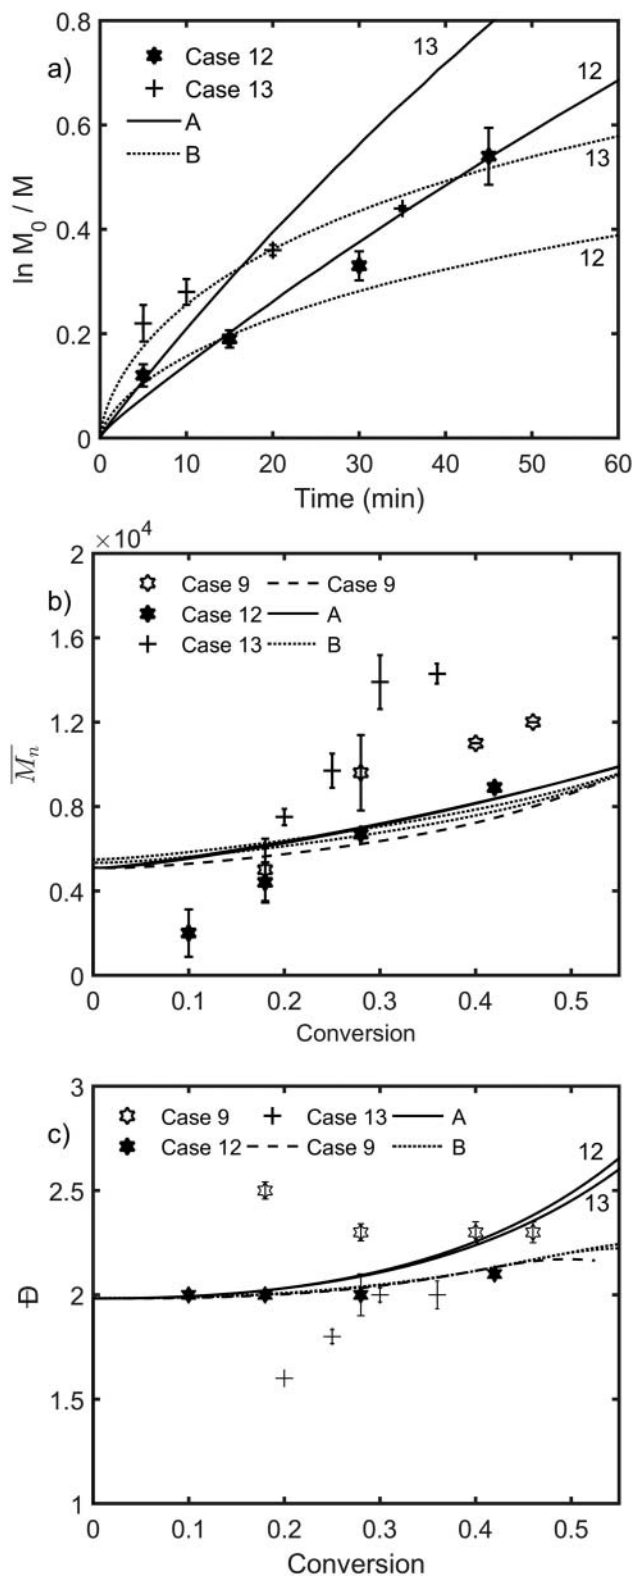 a)
Case 12
Case 13
A
B
13
12
13
12
ln M₀ / M
0.8
0.6
0.4
0.2
0
0 10 20 30 40 50 60
Time (min)
×10⁴
b)
Case 9 Case 9
Case 12 A
Case 13 B
Mₙ
2
1.6
1.2
0.8
0.4
0
0 0.1 0.2 0.3 0.4 0.5
Conversion
c)
Case 9 Case 13 A
Case 12 Case 9 B
12
13
Đ
3
2.5
2
1.5
1
0 0.1 0.2 0.3 0.4 0.5
Conversion